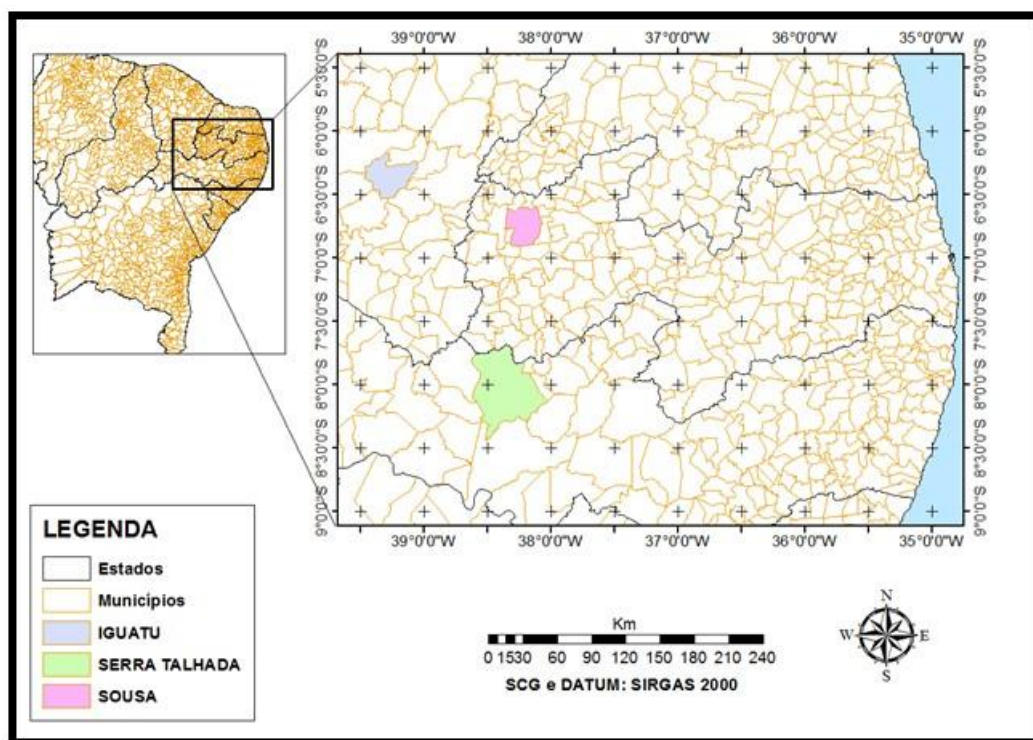 39°0'0"W 38°0'0"W 37°0'0"W 36°0'0"W 35°0'0"W
5°30'0"S 5°30'0"S
6°0'0"S 6°0'0"S
6°30'0"S 6°30'0"S
7°0'0"S 7°0'0"S
7°30'0"S 7°30'0"S
8°0'0"S 8°0'0"S
8°30'0"S 8°30'0"S
9°0'0"S 9°0'0"S
39°0'0"W 38°0'0"W 37°0'0"W 36°0'0"W 35°0'0"W
LEGENDA
Estados
Municípios
IGUATU
SERRA TALHADA
SOUSA
Km
0 1530 60 90 120 150 180 210 240
SCG e DATUM: SIRGAS 2000
N
W E
S